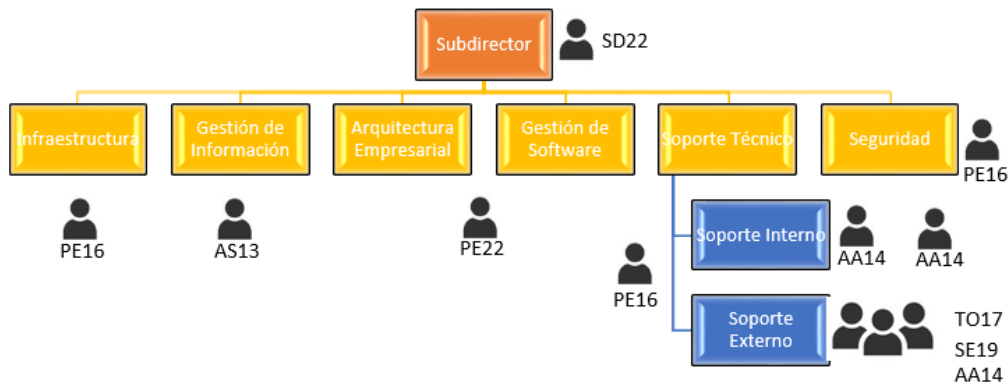 Subdirector
SD22
Infraestructura
Gestión de
Información
Arquitectura
Empresarial
Gestión de
Software
Soporte Técnico
Seguridad
PE16
PE16
AS13
PE22
PE16
Soporte Interno
AA14
AA14
Soporte
Externo
TO17
SE19
AA14